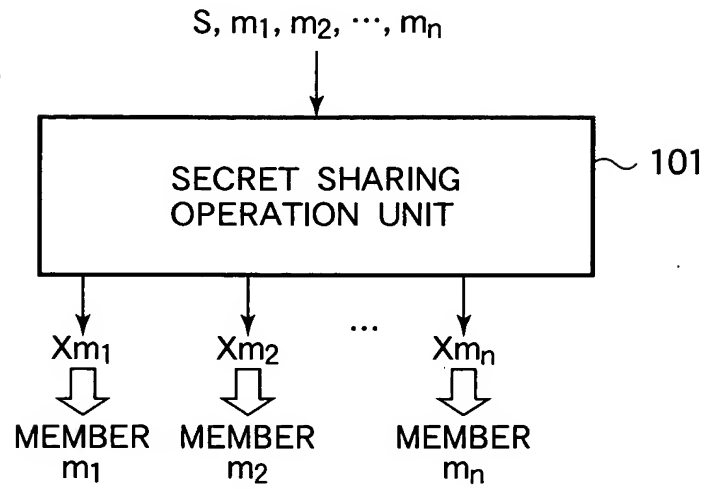 S, m1, m2, ···, mn
SECRET SHARING
OPERATION UNIT
101
Xm1 Xm2 ··· Xmn
MEMBER MEMBER MEMBER
m1 m2 mn